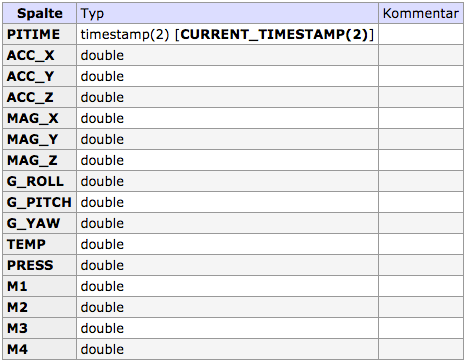 Spalte Typ Kommentar
PITIME timestamp(2) [CURRENT_TIMESTAMP(2)]
ACC_X double
ACC_Y double
ACC_Z double
MAG_X double
MAG_Y double
MAG_Z double
G_ROLL double
G_PITCH double
G_YAW double
TEMP double
PRESS double
M1 double
M2 double
M3 double
M4 double